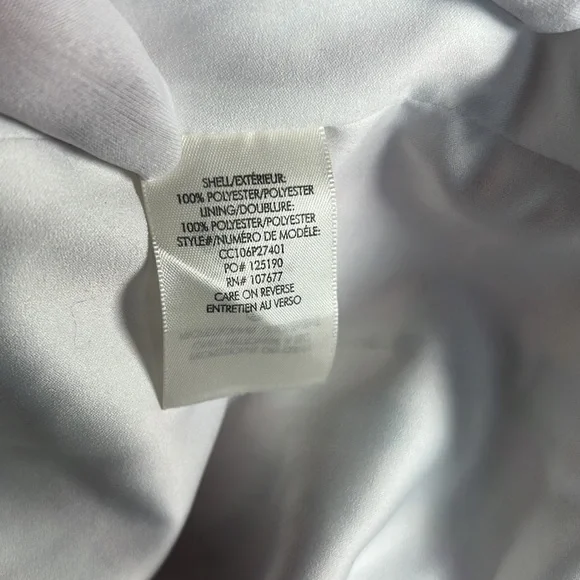 SHELL/EXTÉRIEUR:
100% POLYESTER/POLYESTER
LINING/DOUBLURE:
100% POLYESTER/POLYESTER
STYLE#/NUMÉRO DE MODÈLE:
CC106P27401
PO# 125190
RN# 107677
CARE ON REVERSE
ENTRETIEN AU VERSO